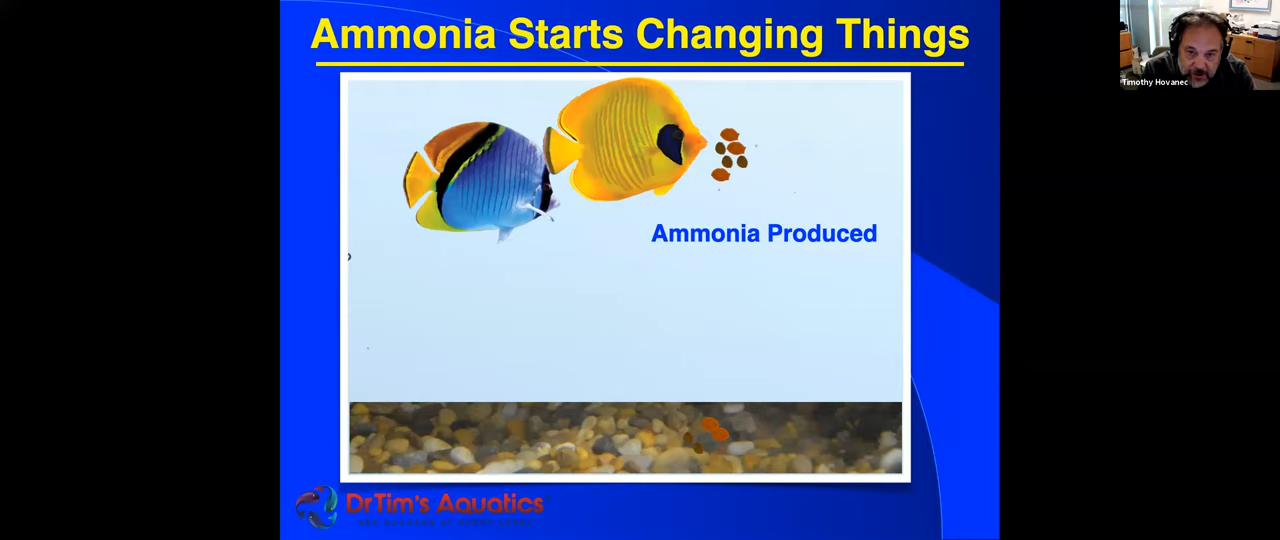 Ammonia Starts Changing Things
Timothy Hovanec
Ammonia Produced
DrTim's Aquatics